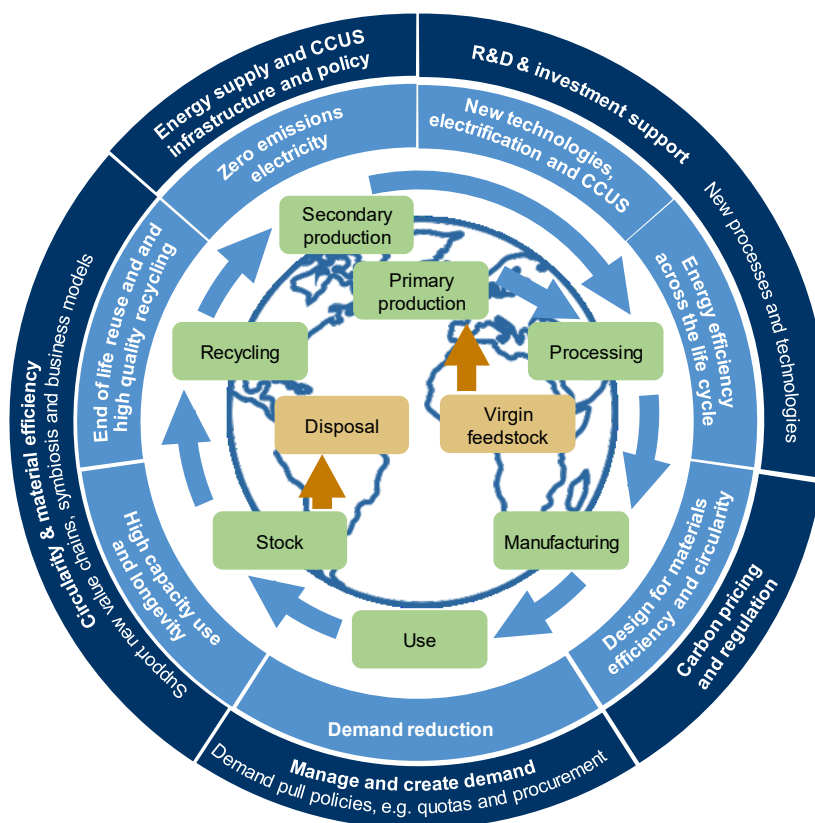 Energy supply and CCUS
infrastructure and policy
R&D & investment support
New processes and technologies
Carbon pricing
and regulation
Manage and create demand
Demand pull policies, e.g. quotas and procurement
Circularity & material efficiency
Support new value chains, symbiosis and business models
Zero emissions
electricity
New technologies,
electrification and CCUS
Energy efficiency
across the life cycle
Design for materials
efficiency and circularity
Demand reduction
High capacity use
and longevity
End of life reuse and and
high quality recycling
Secondary
production
Primary
production
Recycling
Processing
Disposal
Virgin
feedstock
Stock
Manufacturing
Use